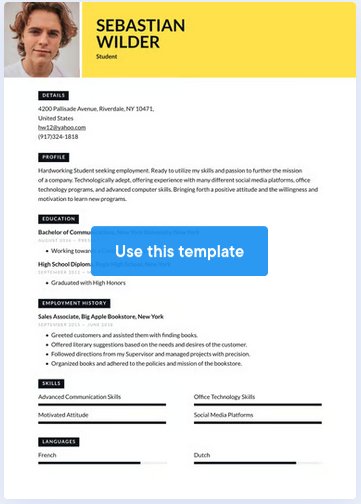 SEBASTIAN
WILDER
Student
DETAILS
4200 Pallisade Avenue, Riverdale, NY 10471,
United States
hw12@yahoo.com
(917)324-1818
PROFILE
Hardworking Student seeking employment. Ready to utilize my skills and passion to further the mission
of a company. Technologically adept, offering experience with many different social media platforms, office
technology programs, and advanced computer skills. Bringing forth a positive attitude and the willingness and
motivation to learn new programs.
EDUCATION
Bachelor of Commu
AUGUST 2016 —
Working towar
Use this template
High School Diplom
SEPTEMBER 2012 —
Graduated with High Honors
EMPLOYMENT HISTORY
Sales Associate, Big Apple Bookstore, New York
SEPTEMBER 2015 — JUNE 2018
• Greeted customers and assisted them with finding books.
• Offered literary suggestions based on the needs and desires of the customer.
• Followed directions from my Supervisor and managed projects with precision.
• Organized books and adhered to the policies and mission of the bookstore.
SKILLS
Advanced Communication Skills
Office Technology Skills
Motivated Attitude
Social Media Platforms
LANGUAGES
French
Dutch